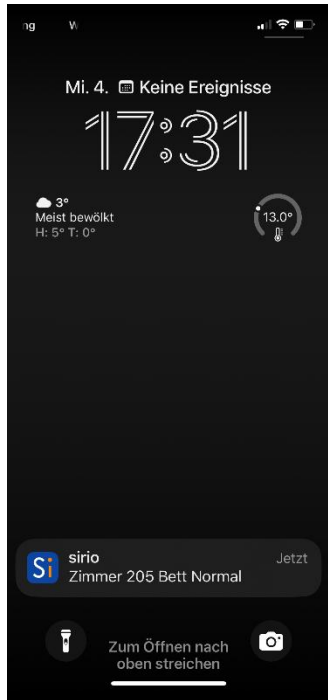 ng W
Mi. 4. Keine Ereignisse
17:31
3°
Meist bewölkt
H: 5° T: 0°
13.0°
Si
sirio
Jetzt
Zimmer 205 Bett Normal
Zum Öffnen nach
oben streichen